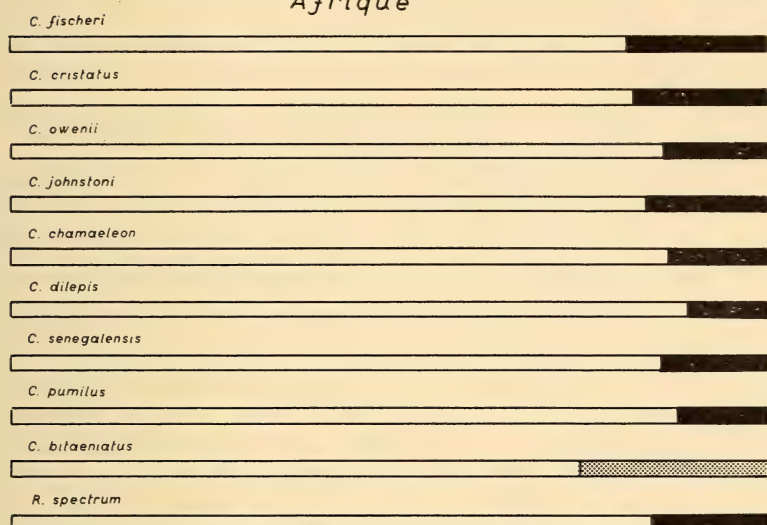 Afrique
C. fischeri
C. cristatus
C. owenii
C. johnstoni
C. chamaeleon
C. dilepis
C. senegalensis
C. pumilus
C. bitaeniatus
R. spectrum